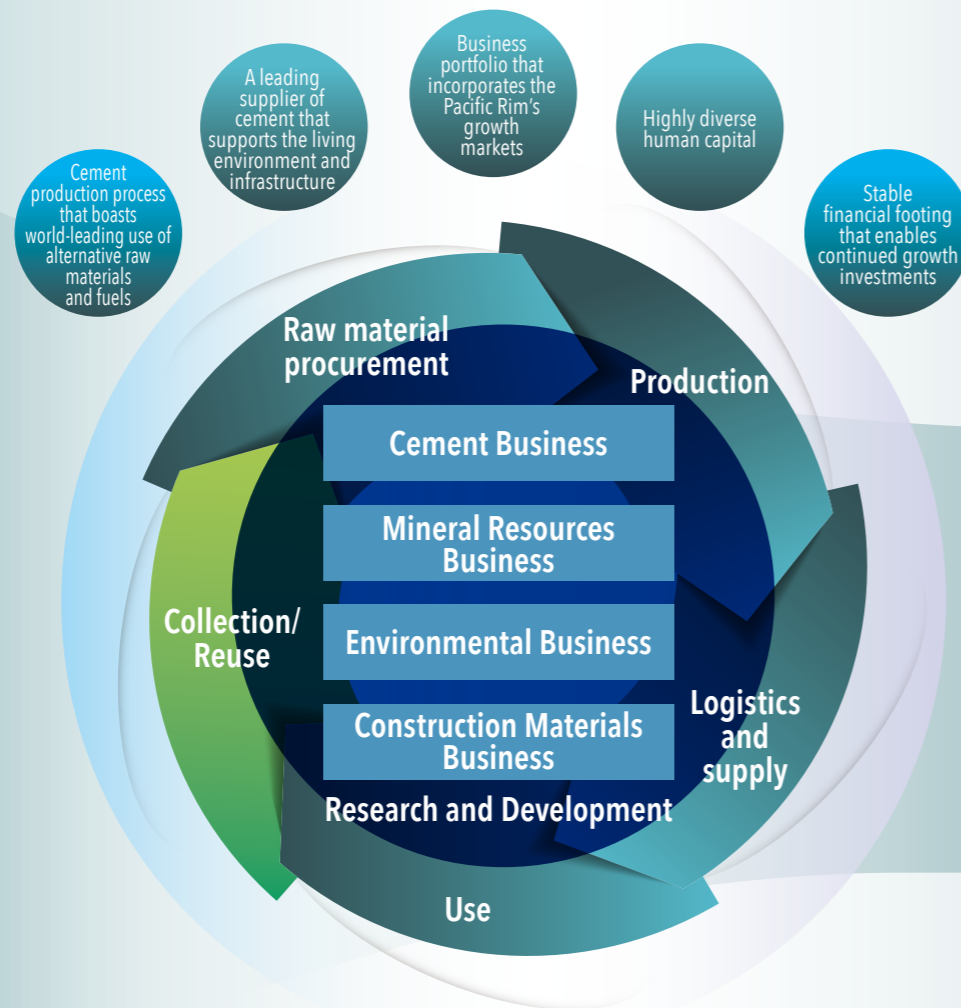 Cement
production process
that boasts
world-leading use of
alternative raw
materials
and fuels
A leading
supplier of
cement that
supports the living
environment and
infrastructure
Business
portfolio that
incorporates the
Pacific Rim's
growth
markets
Highly diverse
human capital
Stable
financial footing
that enables
continued growth
investments
Raw material
procurement
Production
Logistics
and
supply
Use
Collection/
Reuse
Cement Business
Mineral Resources
Business
Environmental Business
Construction Materials
Business
Research and Development